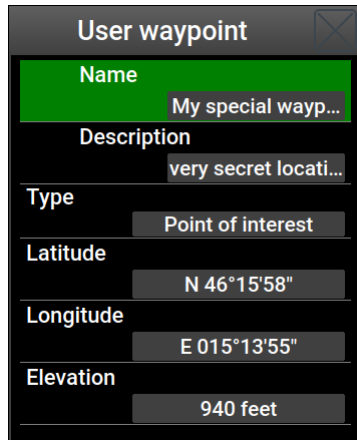 User waypoint
Name
My special wayp...
Description
very secret locati...
Type
Point of interest
Latitude
N 46°15'58"
Longitude
E 015°13'55"
Elevation
940 feet